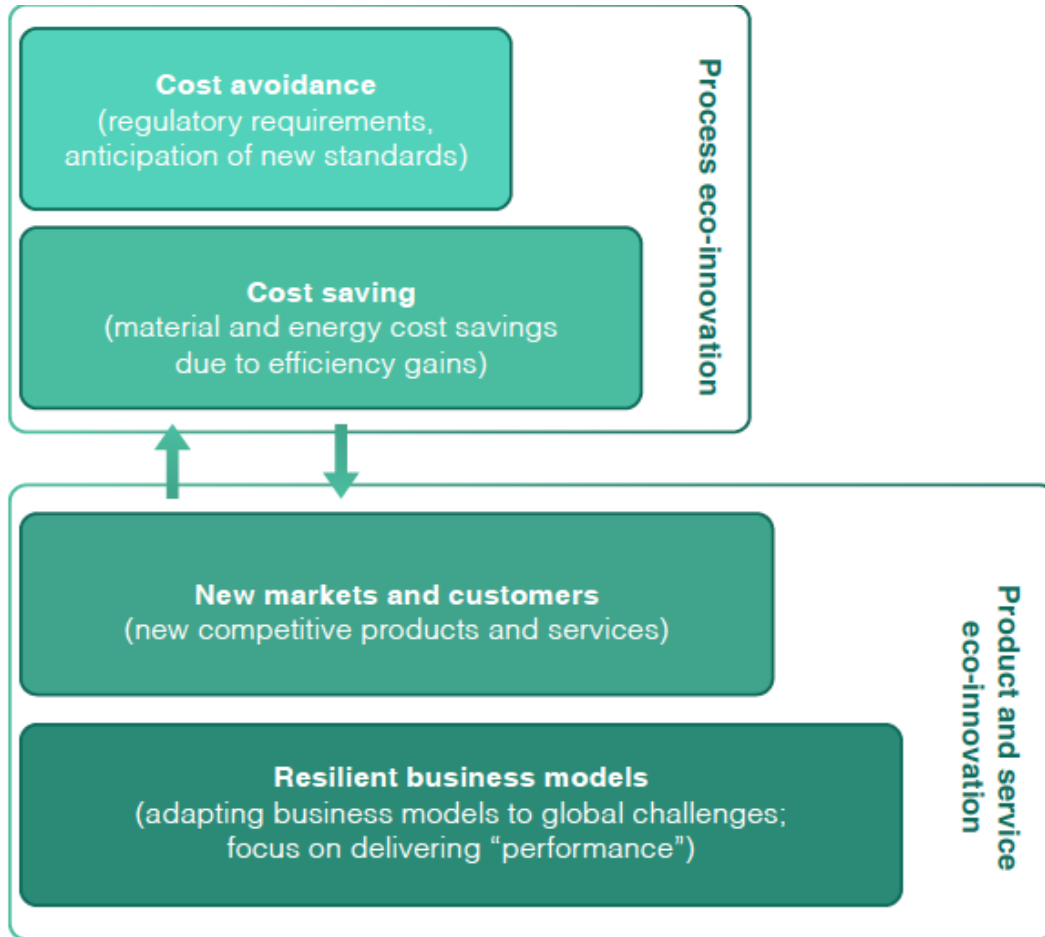 Cost avoidance
(regulatory requirements,
anticipation of new standards)
Cost saving
(material and energy cost savings
due to efficiency gains)
Process eco-innovation
New markets and customers
(new competitive products and services)
Resilient business models
(adapting business models to global challenges;
focus on delivering “performance”)
Product and service
eco-innovation